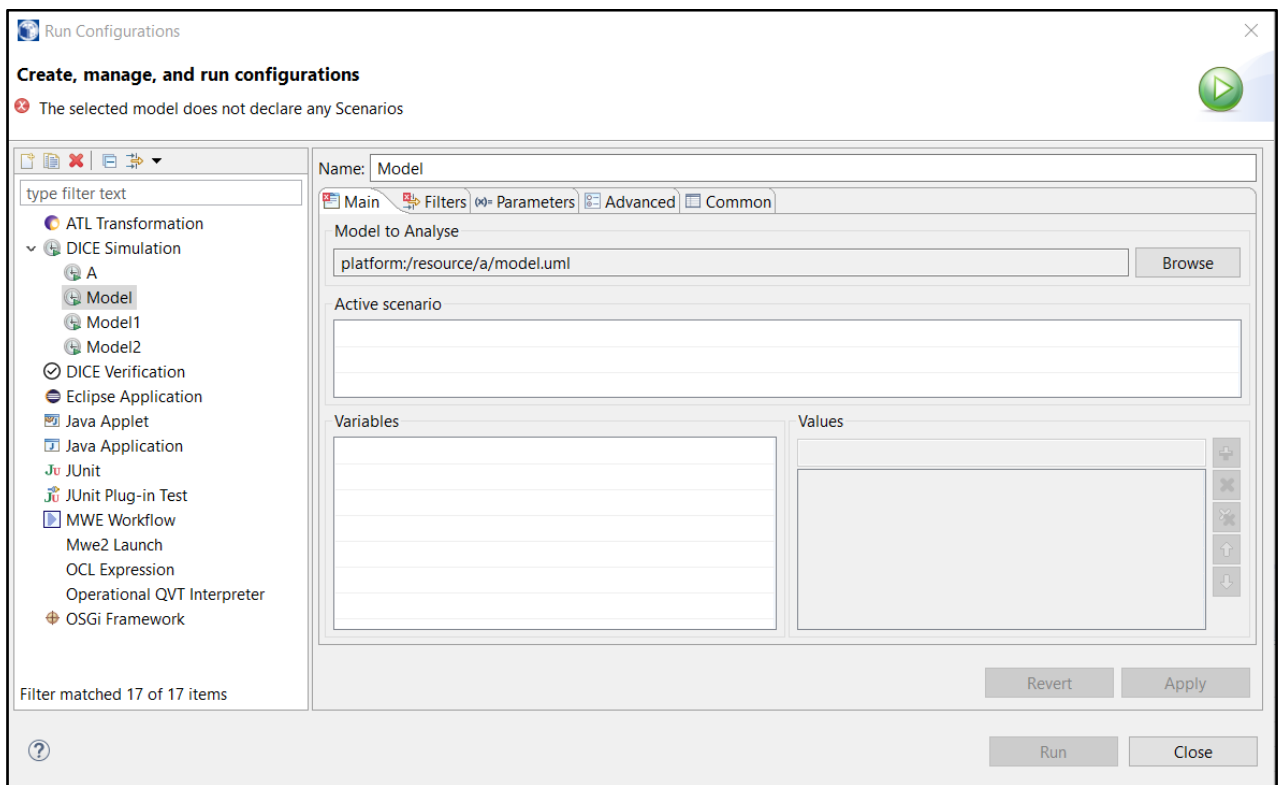 Run Configurations
Create, manage, and run configurations
The selected model does not declare any Scenarios
type filter text
ATL Transformation
DICE Simulation
A
Model
Model1
Model2
DICE Verification
Eclipse Application
Java Applet
Java Application
JUnit
JUnit Plug-in Test
MWE Workflow
Mwe2 Launch
OCL Expression
Operational QVT Interpreter
OSGi Framework
Filter matched 17 of 17 items
Name: Model
Main Filters (x)= Parameters Advanced Common
Model to Analyse
platform:/resource/a/model.uml Browse
Active scenario
Variables Values
Revert Apply
Run Close